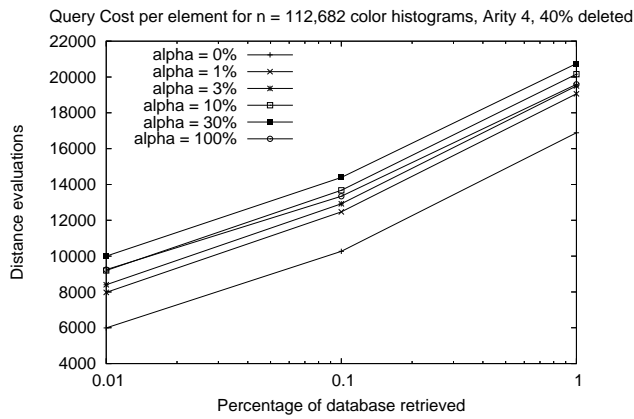 Query Cost per element for n = 112,682 color histograms, Arity 4, 40% deleted
22000
20000
18000
16000
14000
12000
10000
8000
6000
4000
Distance evaluations
alpha = 0%
alpha = 1%
alpha = 3%
alpha = 10%
alpha = 30%
alpha = 100%
0.01
0.1
1
Percentage of database retrieved